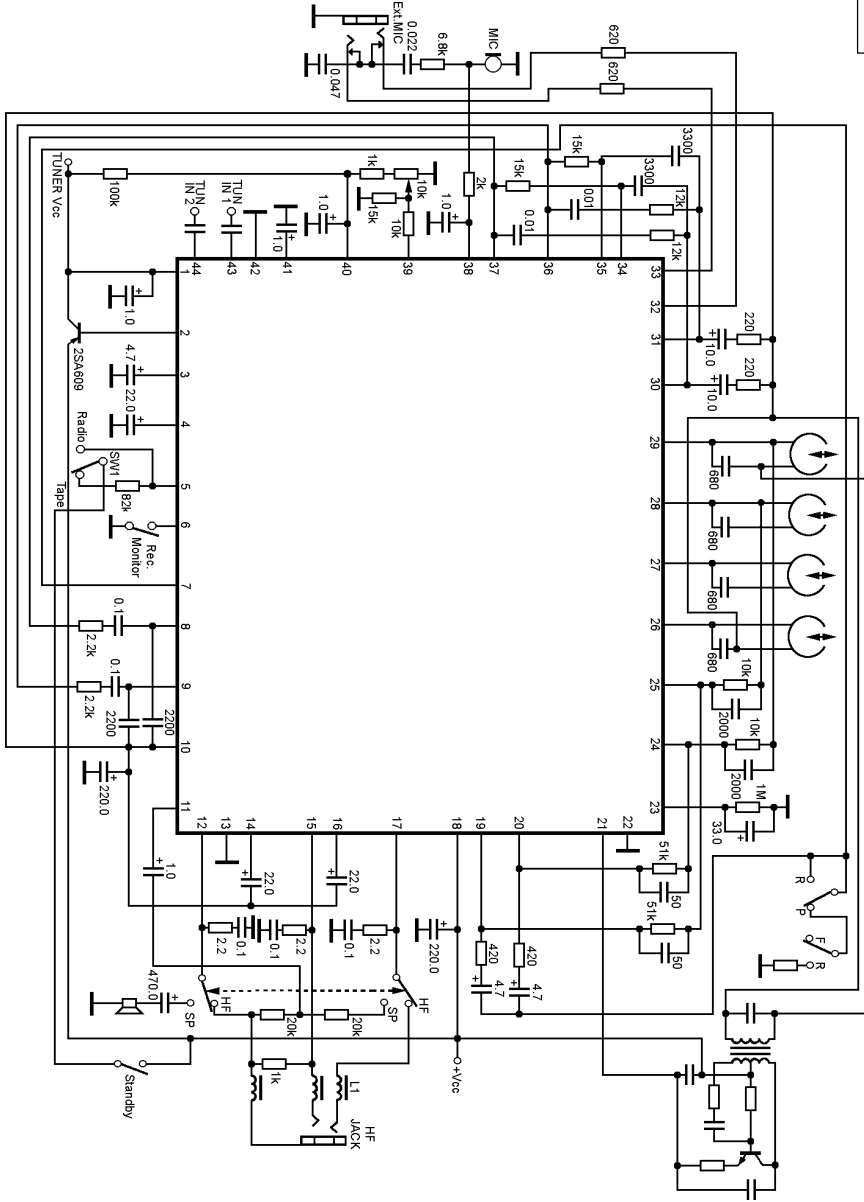 Ext.MIC
0.022
6.8k
MIC
0.047
620
620
TUNER Vcc
100k
TUN
IN 2
TUN
IN 1
1.0
1.0
1k
10k
15k
10k
1.0
2k
15k
15k
3300
3300
0.01
0.01
12k
12k
44
43
42
41
40
39
38
37
36
35
34
33
32
31
30
29
28
27
26
25
24
23
220
10.0
220
10.0
680
680
680
680
10k
2000
10k
2000
1M
33.0
1
2
3
4
5
6
7
8
9
10
11
1.0
2SA609
4.7
22.0
Radio
SW1
Tape
82k
Rec.
Monitor
0.1
2.2k
0.1
2.2k
2200
2200
220.0
12
13
14
15
16
17
18
19
20
21
22
1.0
22.0
22.0
2.2
0.1
0.1
2.2
0.1
2.2
220.0
420
4.7
420
4.7
51k
50
51k
50
R
P
F
R
470.0
SP
HF
20k
20k
SP
HF
+Vcc
1k
L1
HF
JACK
Standby